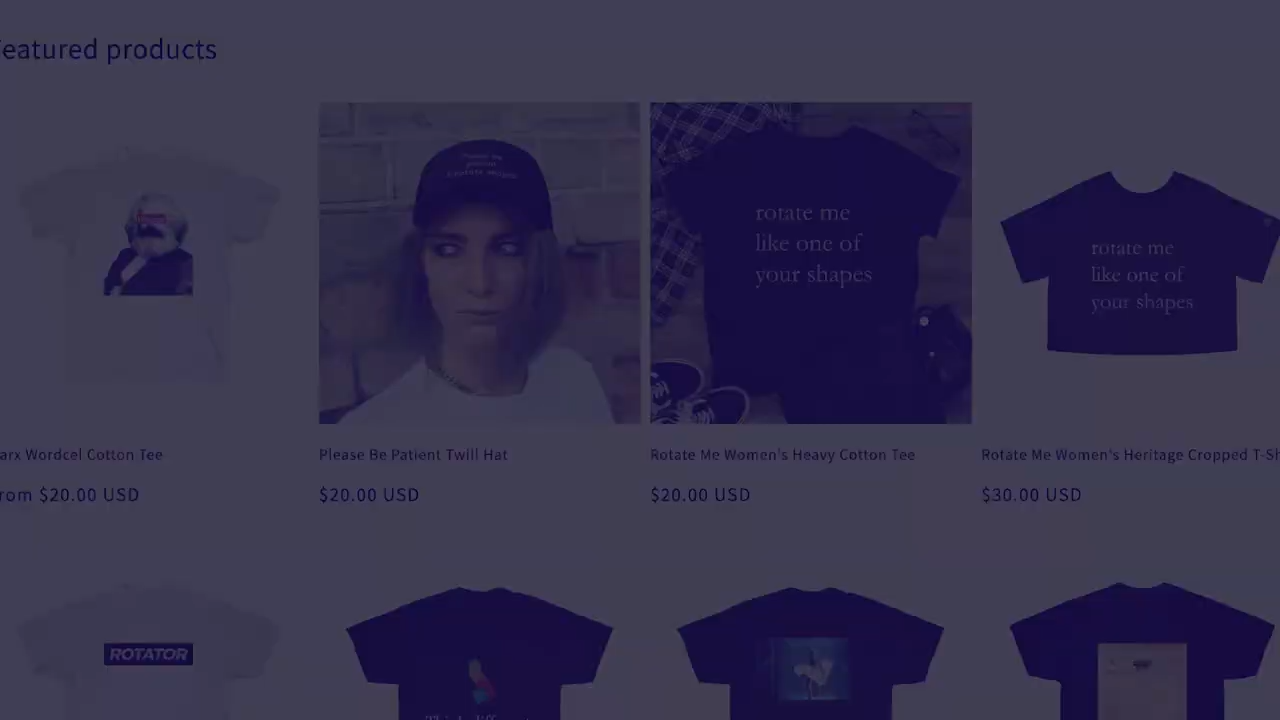 Featured products
rotate me
like one of
your shapes
rotate me
like one of
your shapes
arx Wordcel Cotton Tee
Please Be Patient Twill Hat
Rotate Me Women's Heavy Cotton Tee
Rotate Me Women's Heritage Cropped T-Sh
rom $20.00 USD
$20.00 USD
$20.00 USD
$30.00 USD
ROTATOR